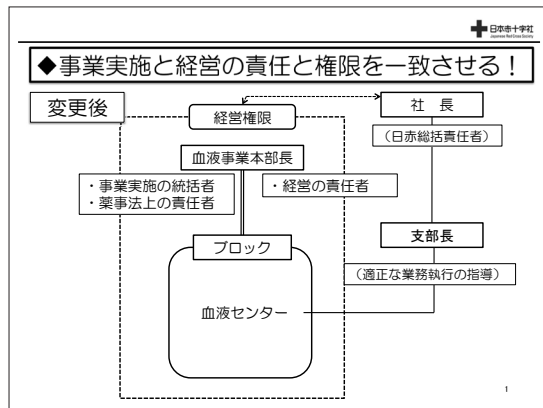 日本赤十字社
Japanese Red Cross Society
◆事業実施と経営の責任と権限を一致させる！
変更後
経営権限
社　長
（日赤総括責任者）
血液事業本部長
・事業実施の統括者
・薬事法上の責任者
・経営の責任者
支部長
ブロック
（適正な業務執行の指導）
血液センター
1